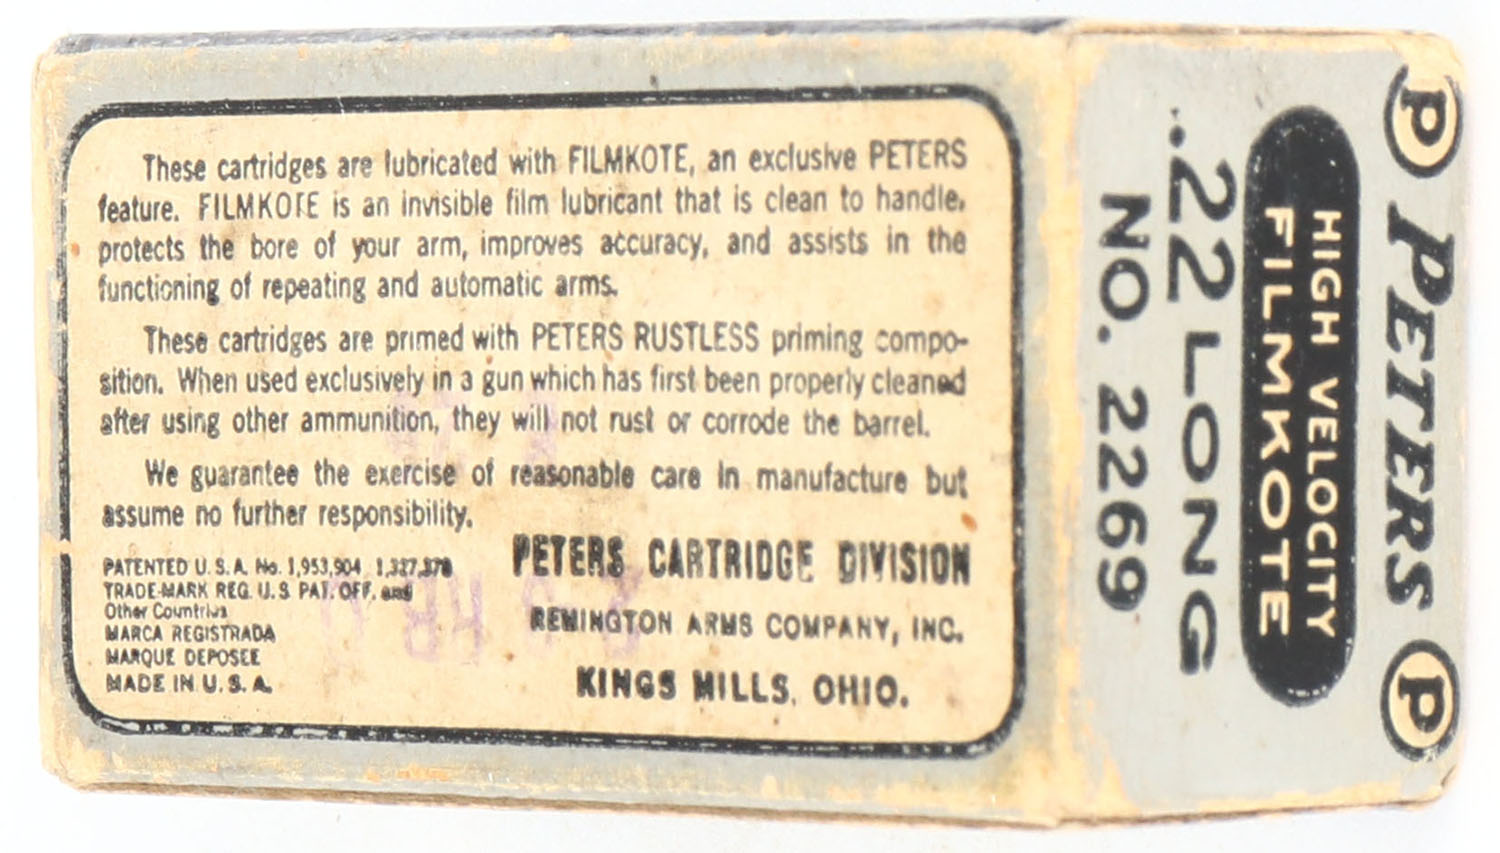 These cartridges are lubricated with FILMKOTE, an exclusive PETERS
feature. FILMKOTE is an invisible film lubricant that is clean to handle,
protects the bore of your arm, improves accuracy, and assists in the
functioning of repeating and automatic arms.
These cartridges are primed with PETERS RUSTLESS priming compo-
sition. When used exclusively in a gun which has first been properly cleaned
after using other ammunition, they will not rust or corrode the barrel.
We guarantee the exercise of reasonable care in manufacture but
assume no further responsibility.
PATENTED U.S.A. No. 1,953,904
TRADE-MARK REG. U.S. PAT. OFF. and
Other Countries
MARCA REGISTRADA
MARQUE DEPOSEE
MADE IN U.S.A.
PETERS CARTRIDGE DIVISION
REMINGTON ARMS COMPANY, INC.
KINGS MILLS, OHIO.
P PETERS P
HIGH VELOCITY
FILMKOTE
.22 LONG
NO. 2269